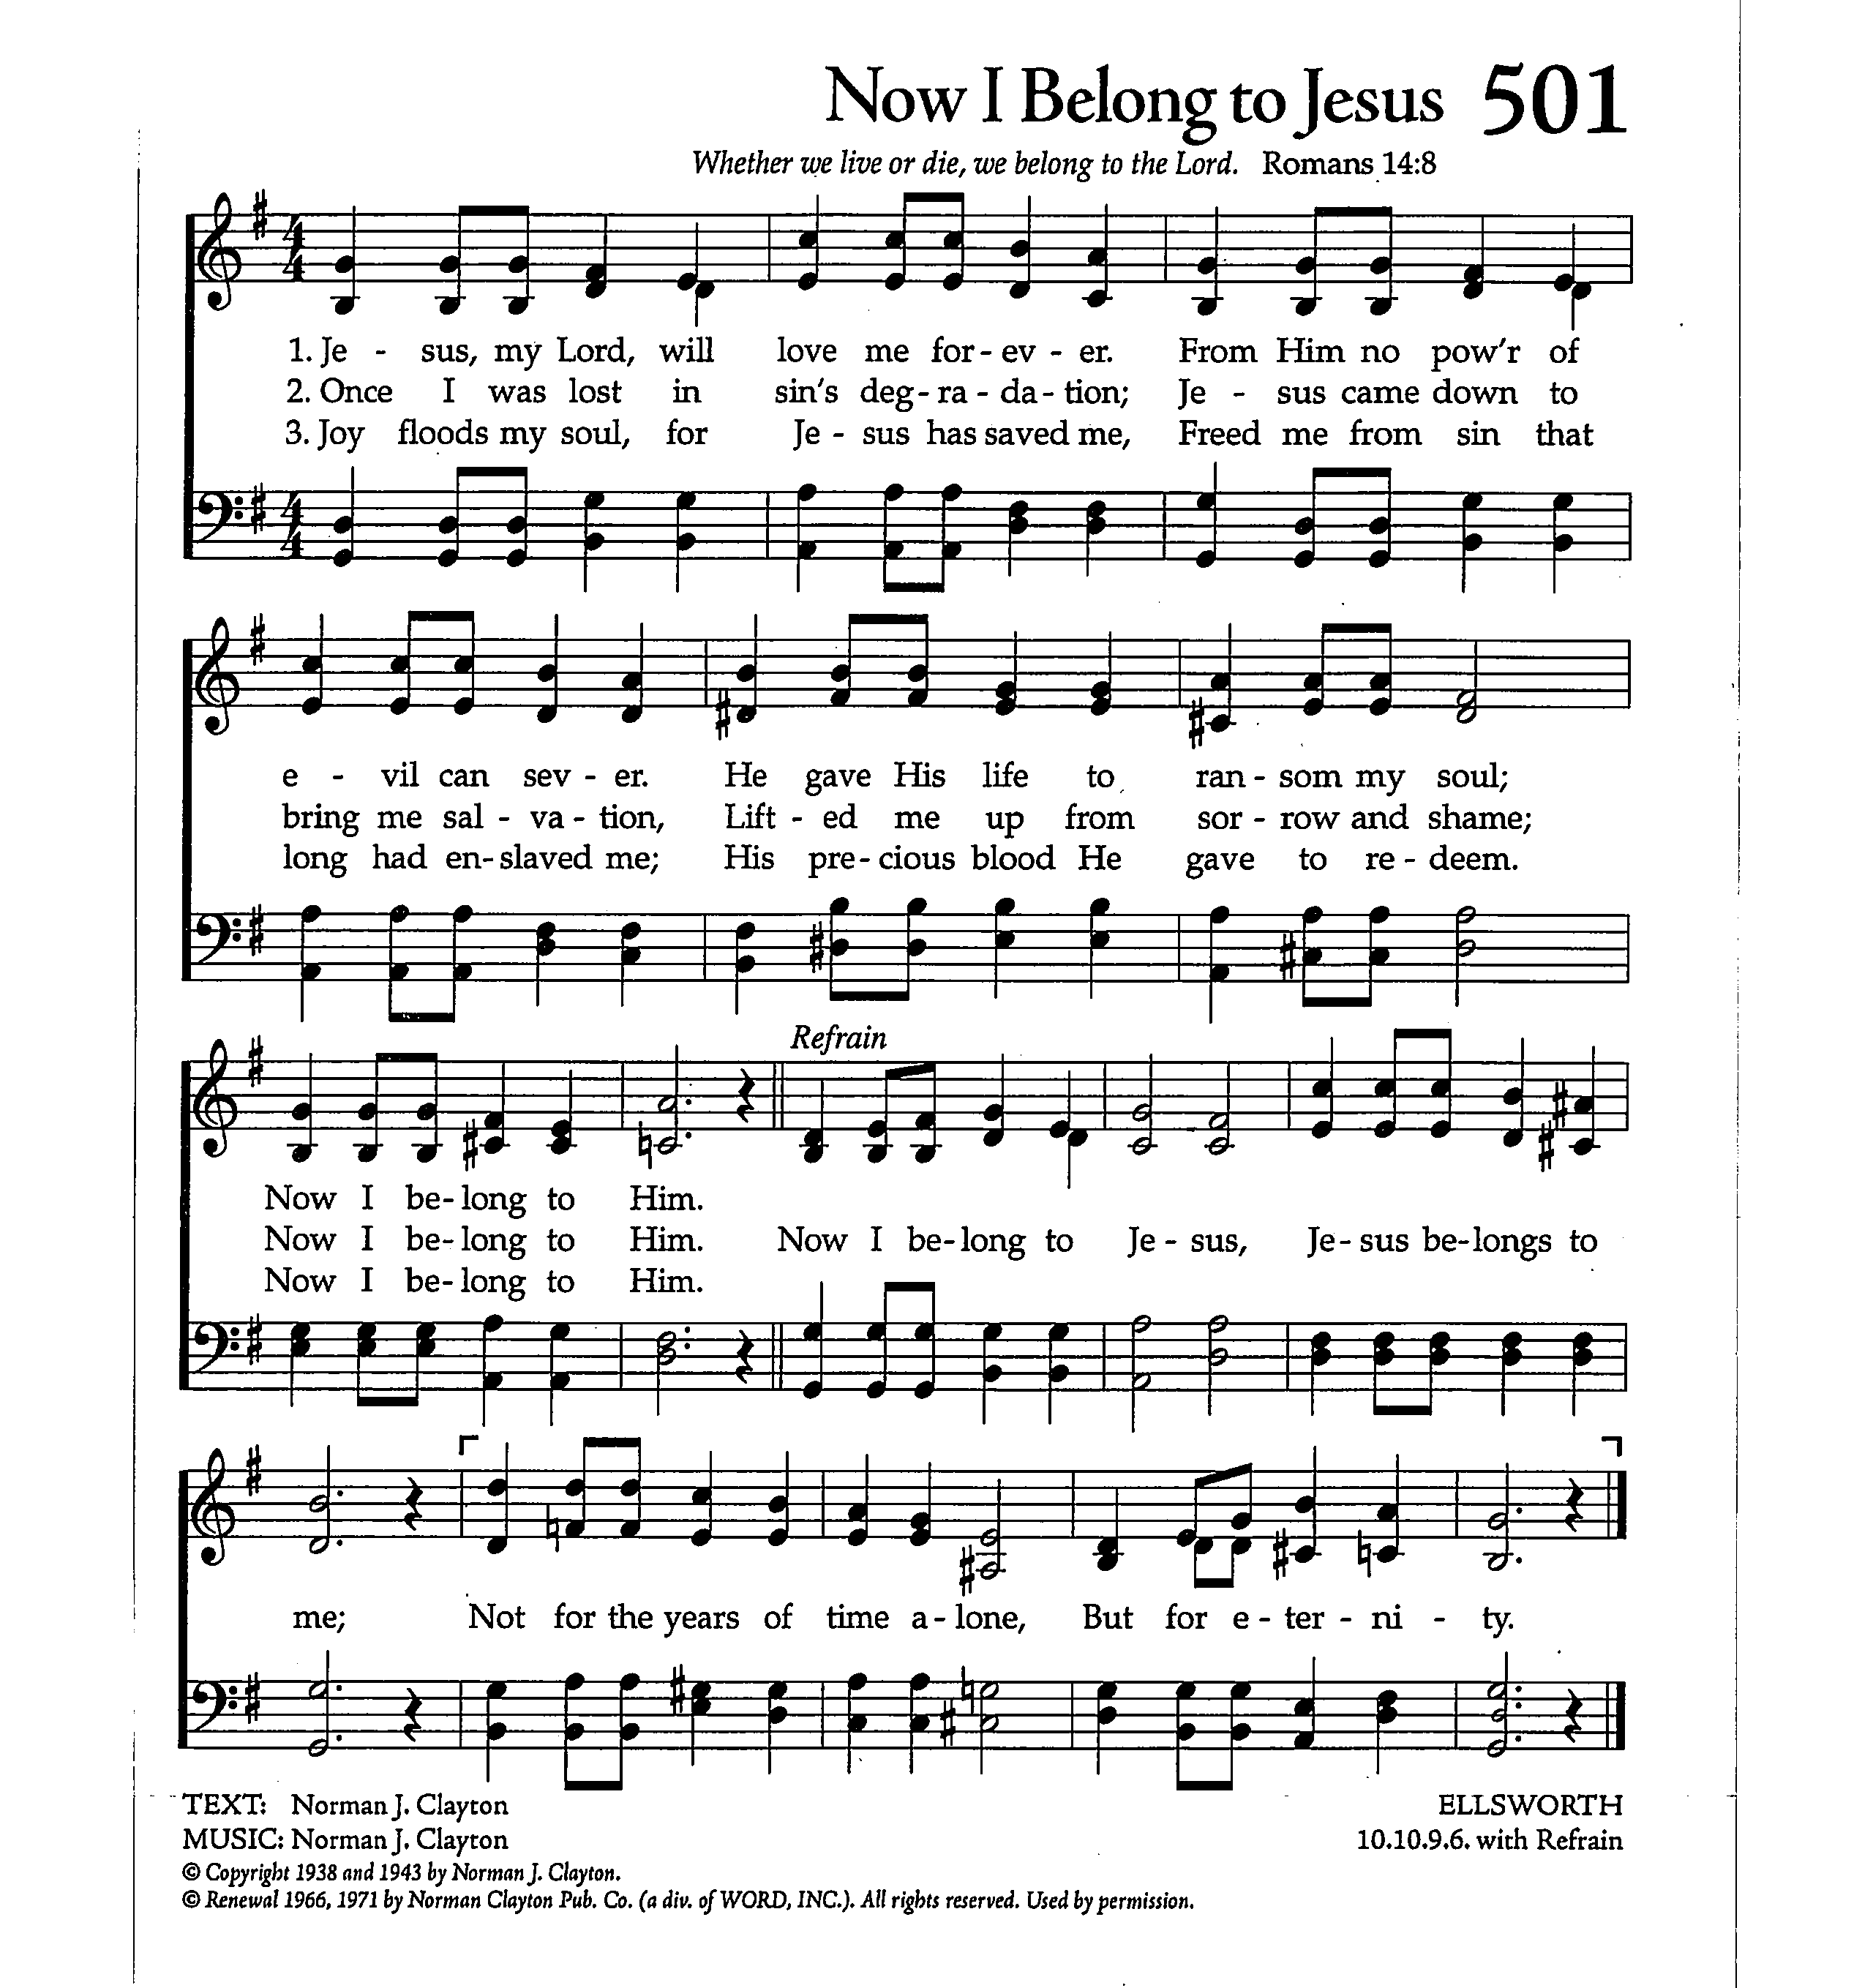 Now I Belong to Jesus 501
Whether we live or die, we belong to the Lord. Romans 14:8
1. Je - sus, my Lord, will love me for - ev - er. From Him no pow'r of
2. Once I was lost in sin's deg - ra - da - tion; Je - sus came down to
3. Joy floods my soul, for Je - sus has saved me, Freed me from sin that
e - vil can sev - er. He gave His life to ran - som my soul;
bring me sal - va - tion, Lift - ed me up from sor - row and shame;
long had en - slaved me; His pre - cious blood He gave to re - deem.
Refrain
Now I be - long to Him.
Now I be - long to Him. Now I be - long to Je - sus, Je - sus be - longs to
Now I be - long to Him.
me; Not for the years of time a - lone, But for e - ter - ni - ty.
TEXT: Norman J. Clayton
MUSIC: Norman J. Clayton
© Copyright 1938 and 1943 by Norman J. Clayton.
© Renewal 1966, 1971 by Norman Clayton Pub. Co. (a div. of WORD, INC.). All rights reserved. Used by permission.
ELLSWORTH
10.10.9.6. with Refrain